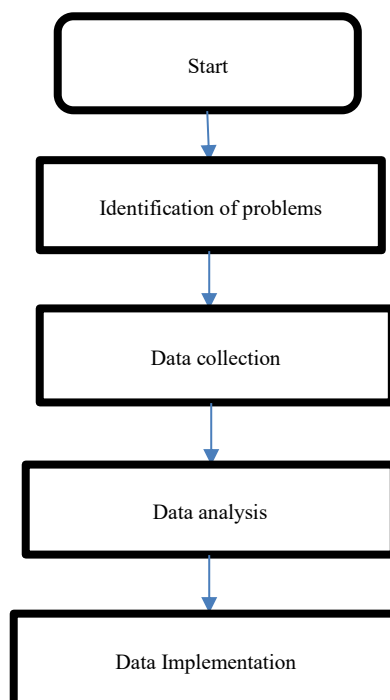 Start
Identification of problems
Data collection
Data analysis
Data Implementation